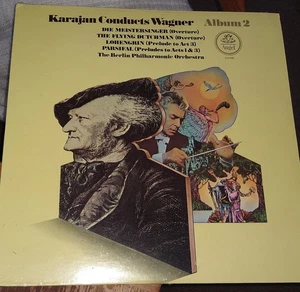 Karajan Conducts Wagner Album 2
DIE MEISTERSINGER (Overture)
THE FLYING DUTCHMAN (Overture)
LOHENGRIN (Prelude to Act 3)
PARSIFAL (Preludes to Acts 1 & 3)
The Berlin Philharmonic Orchestra
Angel